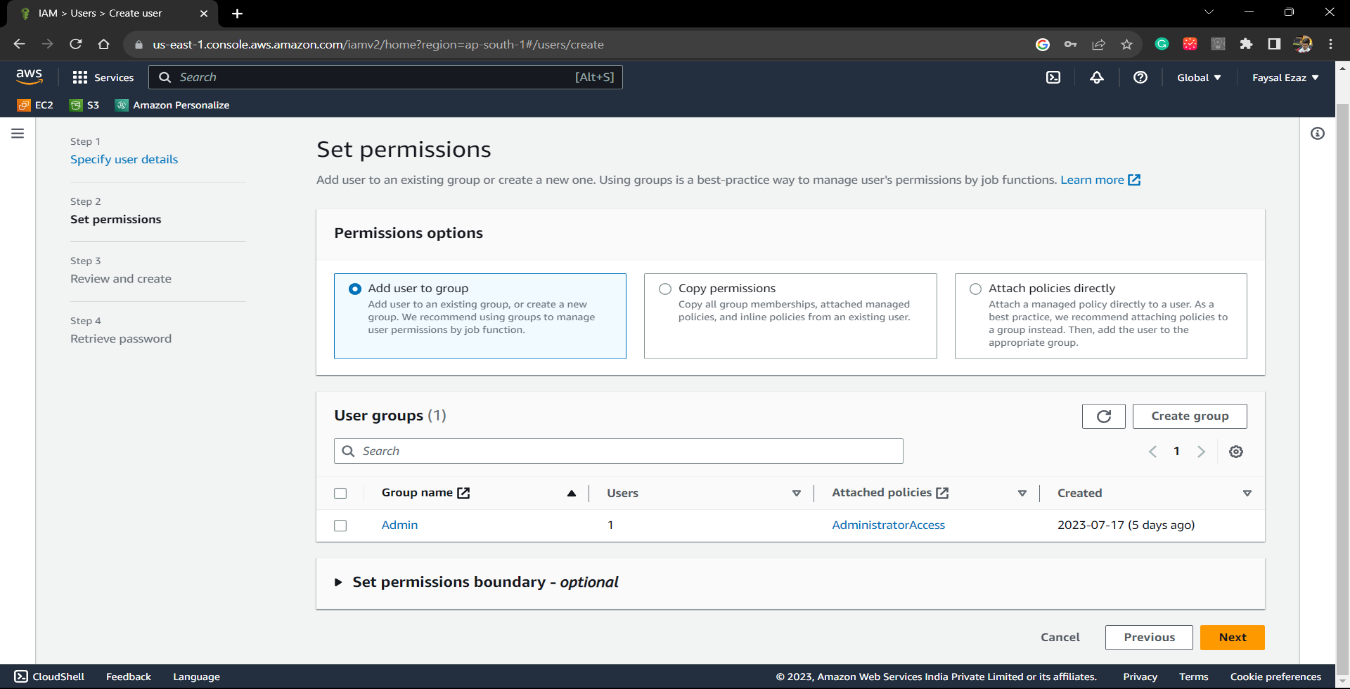 IAM > Users > Create user
us-east-1.console.aws.amazon.com/iamv2/home?region=ap-south-1#/users/create
aws
Services
Search
[Alt+S]
Global
Faysal Ezaz
EC2
S3
Amazon Personalize
Step 1
Specify user details
Step 2
Set permissions
Step 3
Review and create
Step 4
Retrieve password
Set permissions
Add user to an existing group or create a new one. Using groups is a best-practice way to manage user's permissions by job functions. Learn more
Permissions options
Add user to group
Add user to an existing group, or create a new
group. We recommend using groups to manage
user permissions by job function.
Copy permissions
Copy all group memberships, attached managed
policies, and inline policies from an existing user.
Attach policies directly
Attach a managed policy directly to a user. As a
best practice, we recommend attaching policies to
a group instead. Then, add the user to the
appropriate group.
User groups (1)
Create group
Search
1
Group name
Users
Attached policies
Created
Admin
1
AdministratorAccess
2023-07-17 (5 days ago)
Set permissions boundary - optional
Cancel
Previous
Next
CloudShell
Feedback
Language
© 2023, Amazon Web Services India Private Limited or its affiliates.
Privacy
Terms
Cookie preferences